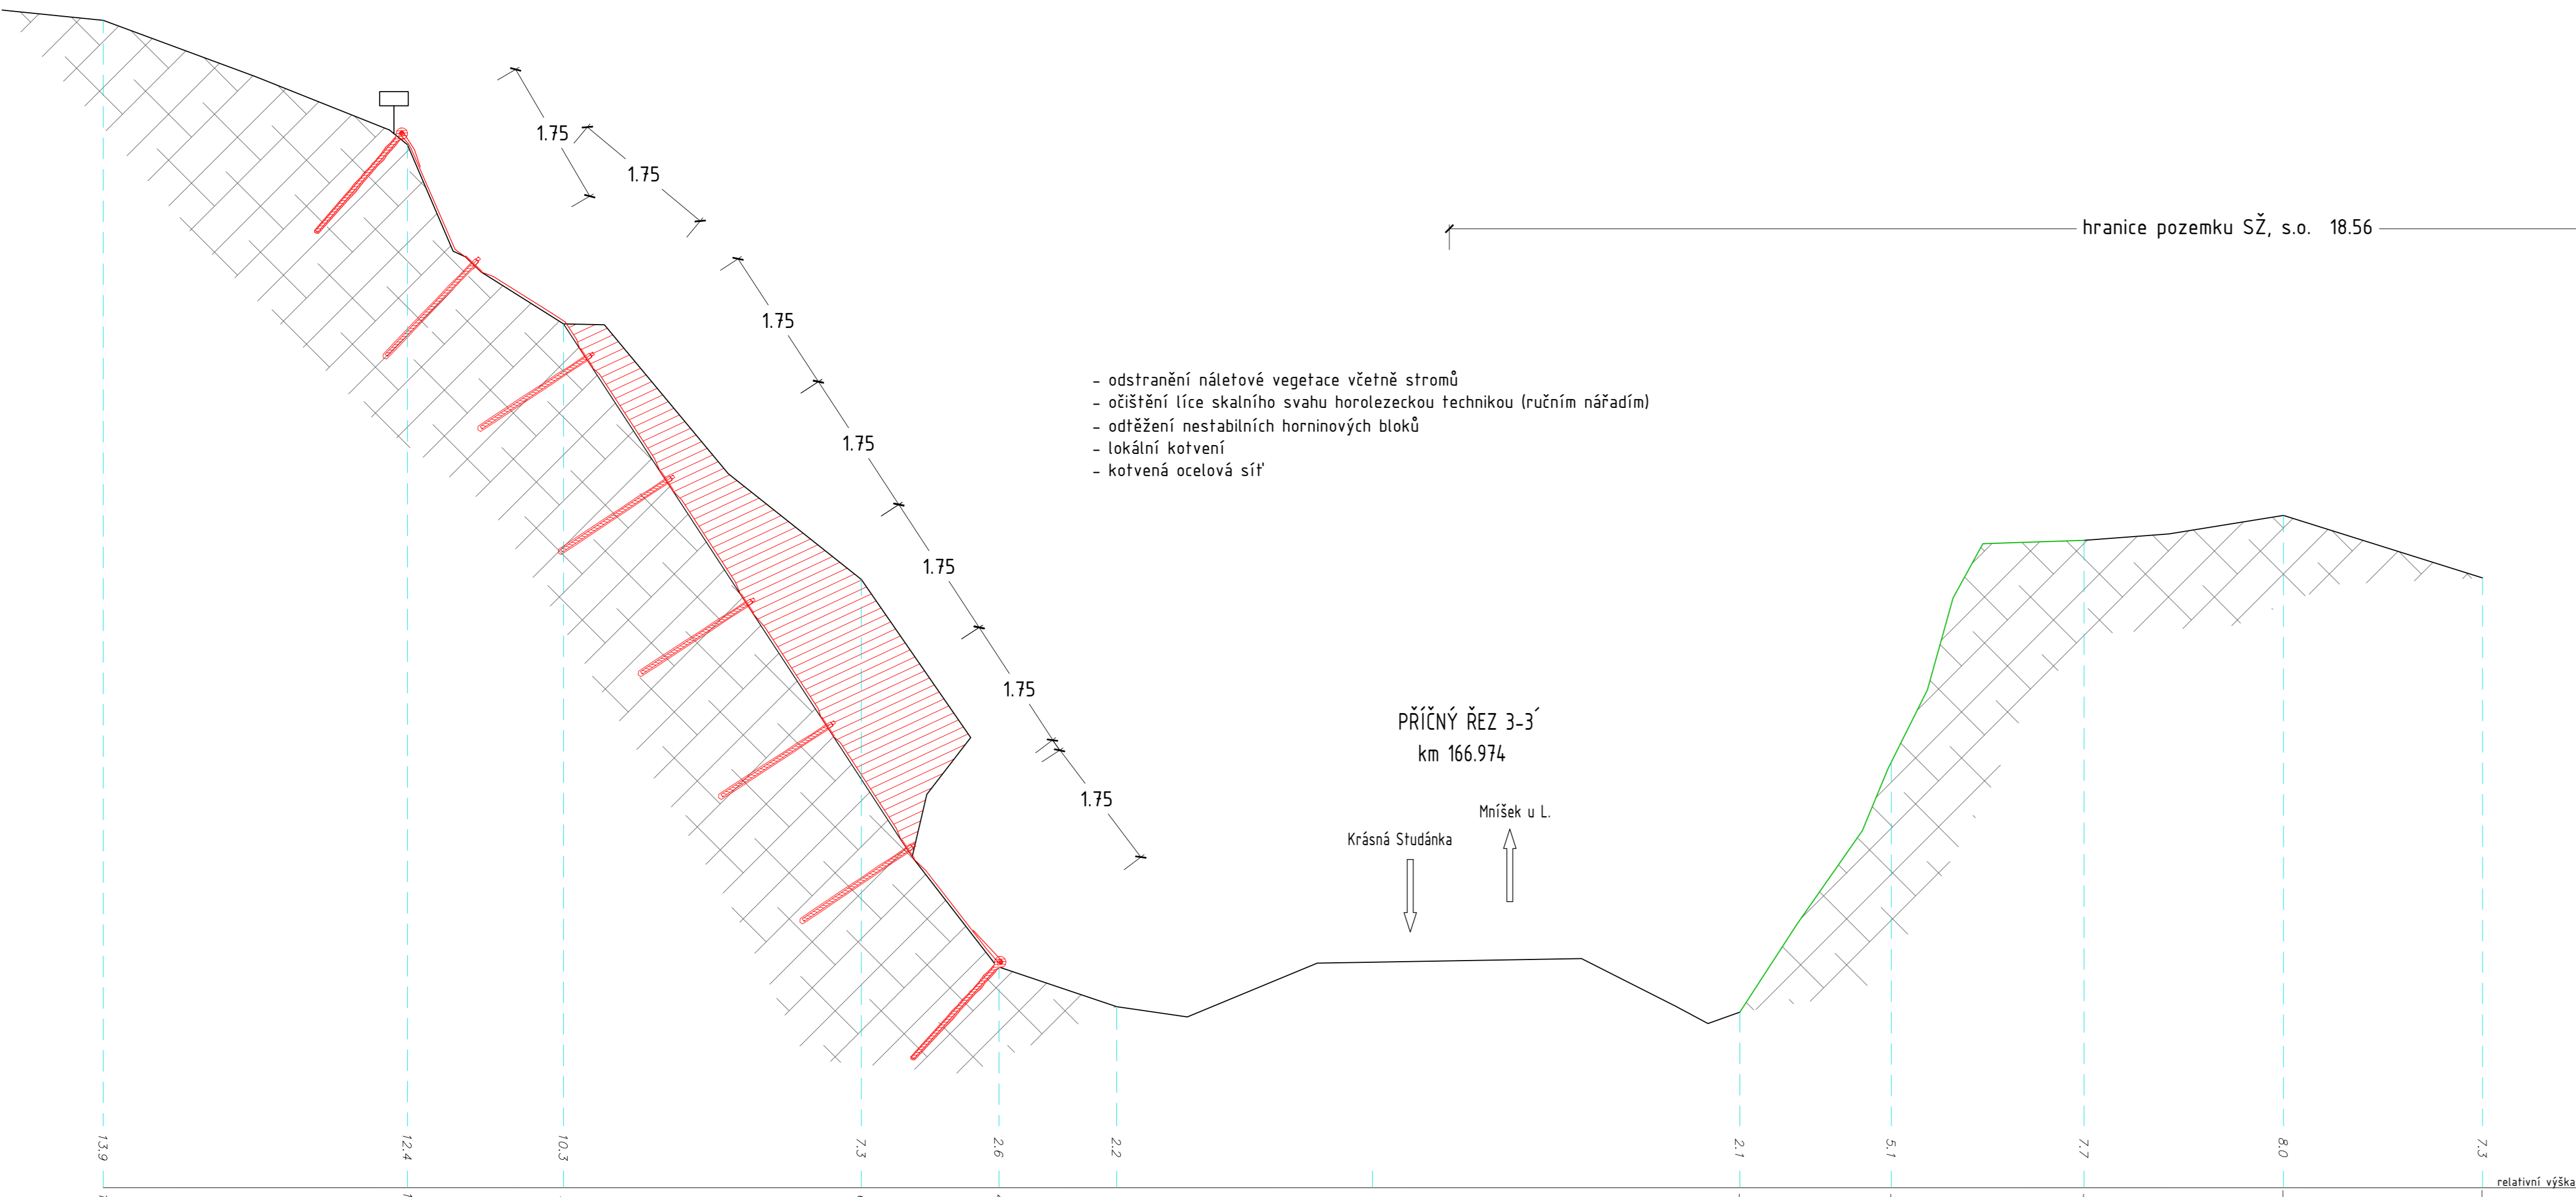 1.75
1.75
hranice pozemku SŽ, s.o. 18.56
1.75
- odstranění náletové vegetace včetně stromů
- očištění líce skalního svahu horolezeckou technikou (ručním nářadím)
- odtěžení nestabilních horninových bloků
- lokální kotvení
- kotvená ocelová síť
1.75
1.75
1.75
PŘÍČNÝ ŘEZ 3-3´
km 166.974
1.75
Mníšek u L.
Krásná Studánka
13.9
12.4
10.3
7.3
2.6
2.2
2.1
5.1
7.7
8.0
7.3
relativní výška